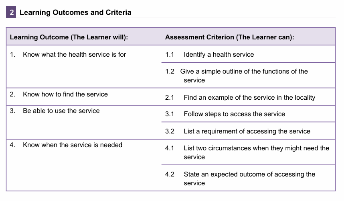 2 Learning Outcomes and Criteria
Learning Outcome (The Learner will): Assessment Criterion (The Learner can):
1. Know what the health service is for
1.1 Identify a health service
1.2 Give a simple outline of the functions of the
service
2. Know how to find the service
2.1 Find an example of the service in the locality
3. Be able to use the service
3.1 Follow steps to access the service
3.2 List a requirement of accessing the service
4. Know when the service is needed
4.1 List two circumstances when they might need the
service
4.2 State an expected outcome of accessing the
service